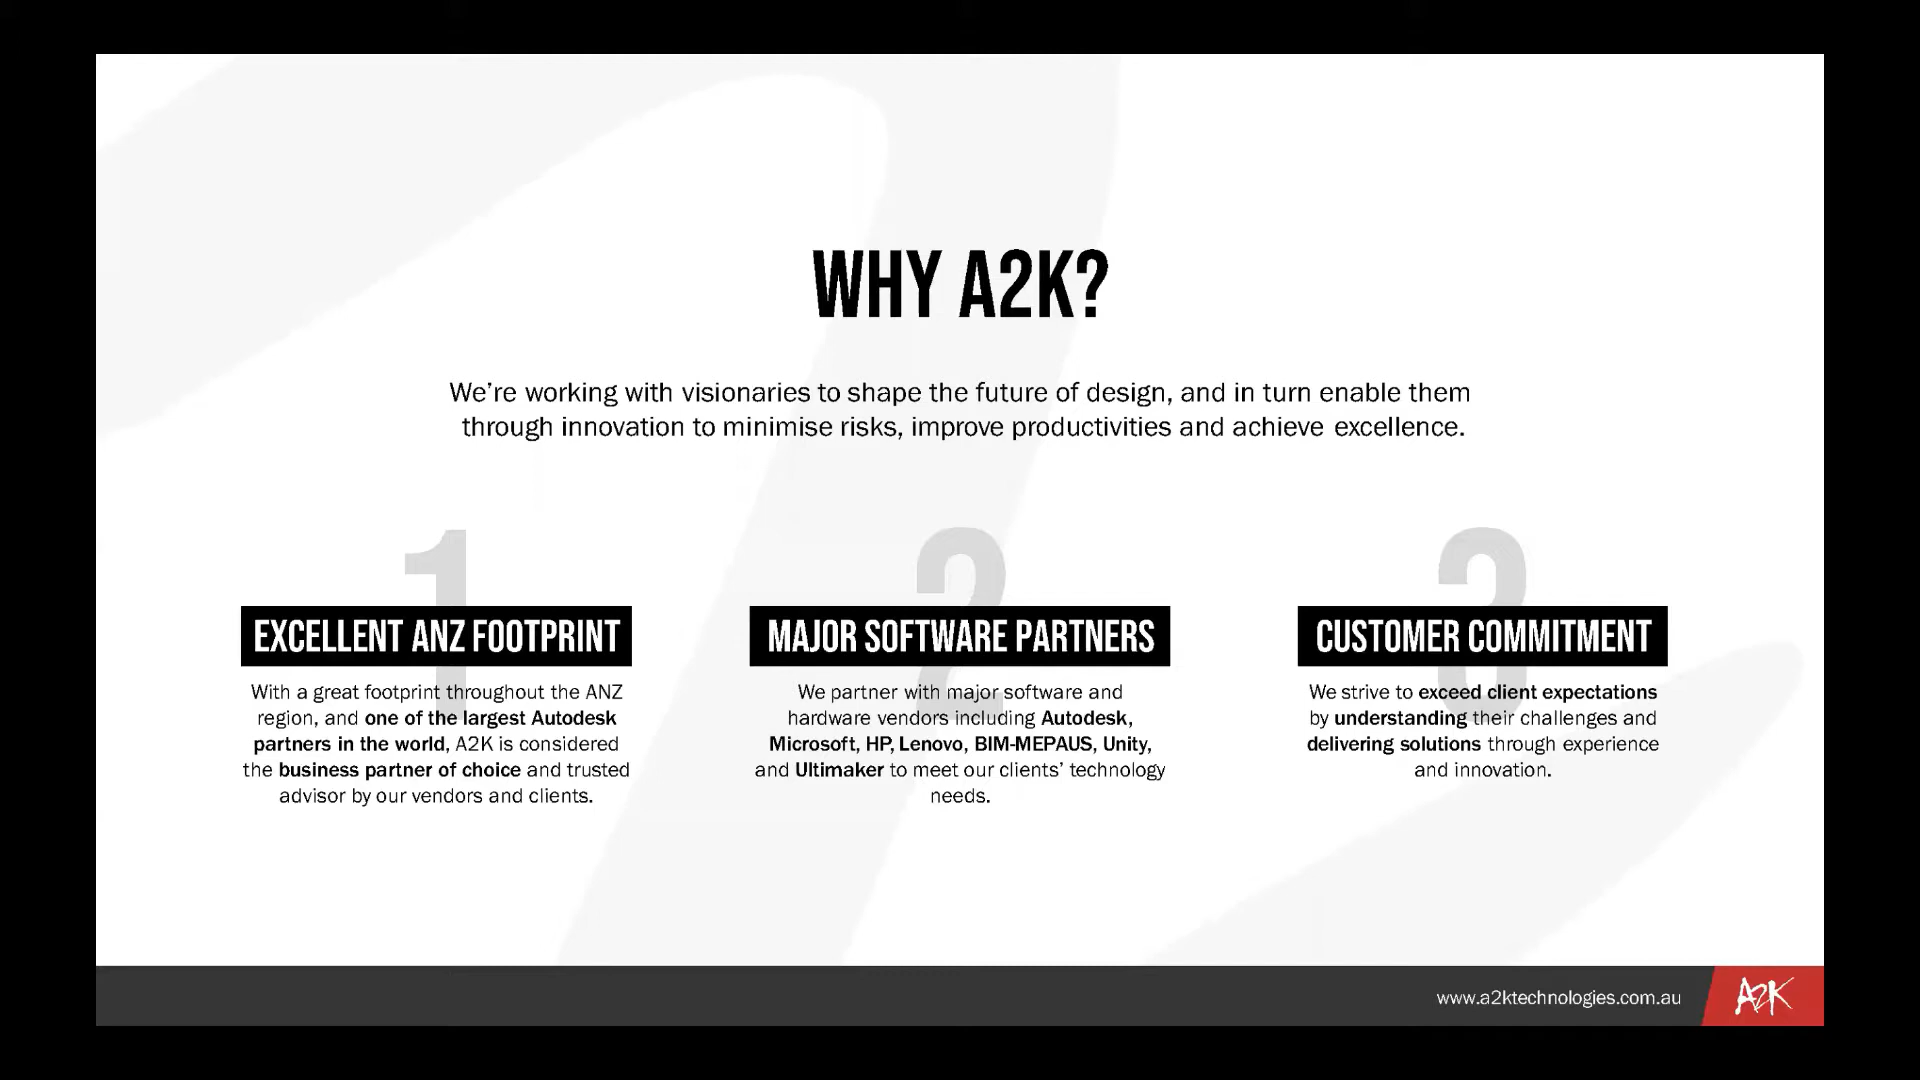 WHY A2K?
We're working with visionaries to shape the future of design, and in turn enable them
through innovation to minimise risks, improve productivities and achieve excellence.
1
EXCELLENT ANZ FOOTPRINT
With a great footprint throughout the ANZ
region, and one of the largest Autodesk
partners in the world, A2K is considered
the business partner of choice and trusted
advisor by our vendors and clients.
2
MAJOR SOFTWARE PARTNERS
We partner with major software and
hardware vendors including Autodesk,
Microsoft, HP, Lenovo, BIM-MEPAUS, Unity,
and Ultimaker to meet our clients' technology
needs.
3
CUSTOMER COMMITMENT
We strive to exceed client expectations
by understanding their challenges and
delivering solutions through experience
and innovation.
www.a2ktechnologies.com.au
A2K